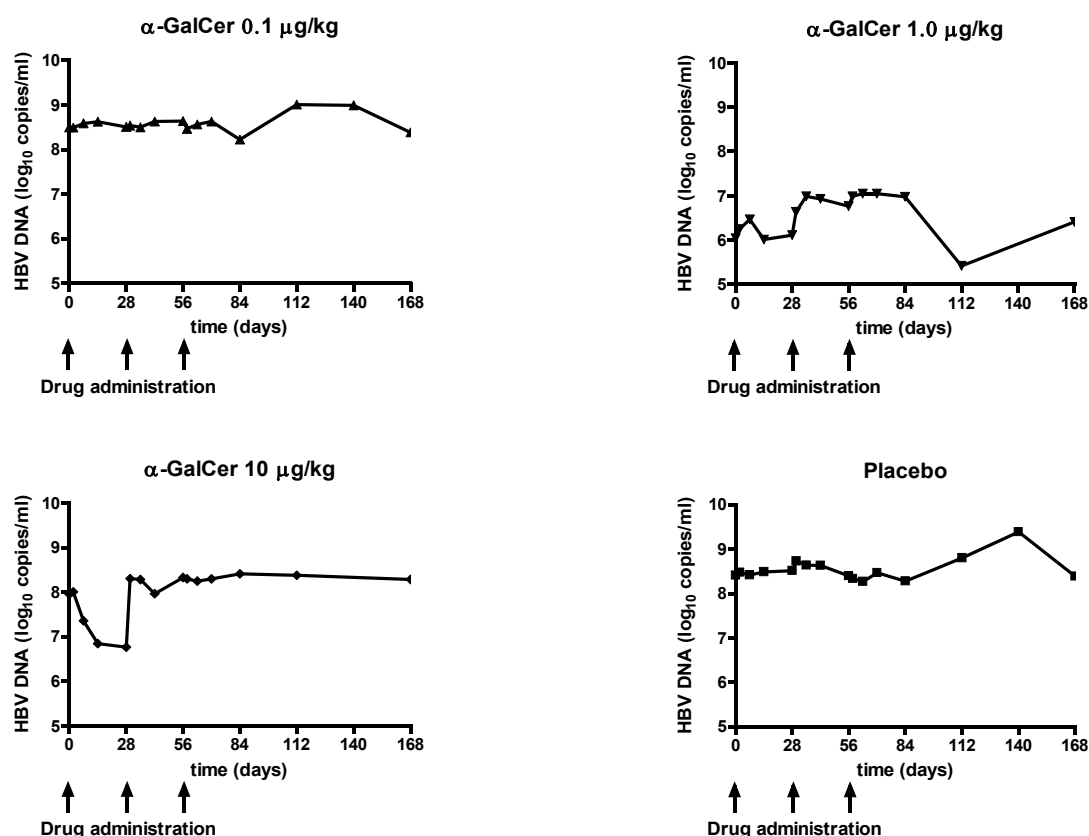 α-GalCer 0.1 μg/kg
HBV DNA (log10 copies/ml)
10
9
8
7
6
5
0 28 56 84 112 140 168
time (days)
Drug administration
α-GalCer 1.0 μg/kg
HBV DNA (log10 copies/ml)
10
9
8
7
6
5
0 28 56 84 112 140 168
time (days)
Drug administration
α-GalCer 10 μg/kg
HBV DNA (log10 copies/ml)
10
9
8
7
6
5
0 28 56 84 112 140 168
time (days)
Drug administration
Placebo
HBV DNA (log10 copies/ml)
10
9
8
7
6
5
0 28 56 84 112 140 168
time (days)
Drug administration